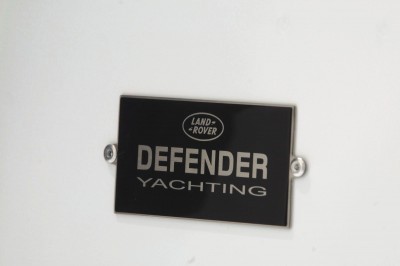 LAND-
-ROVER
DEFENDER
YACHTING